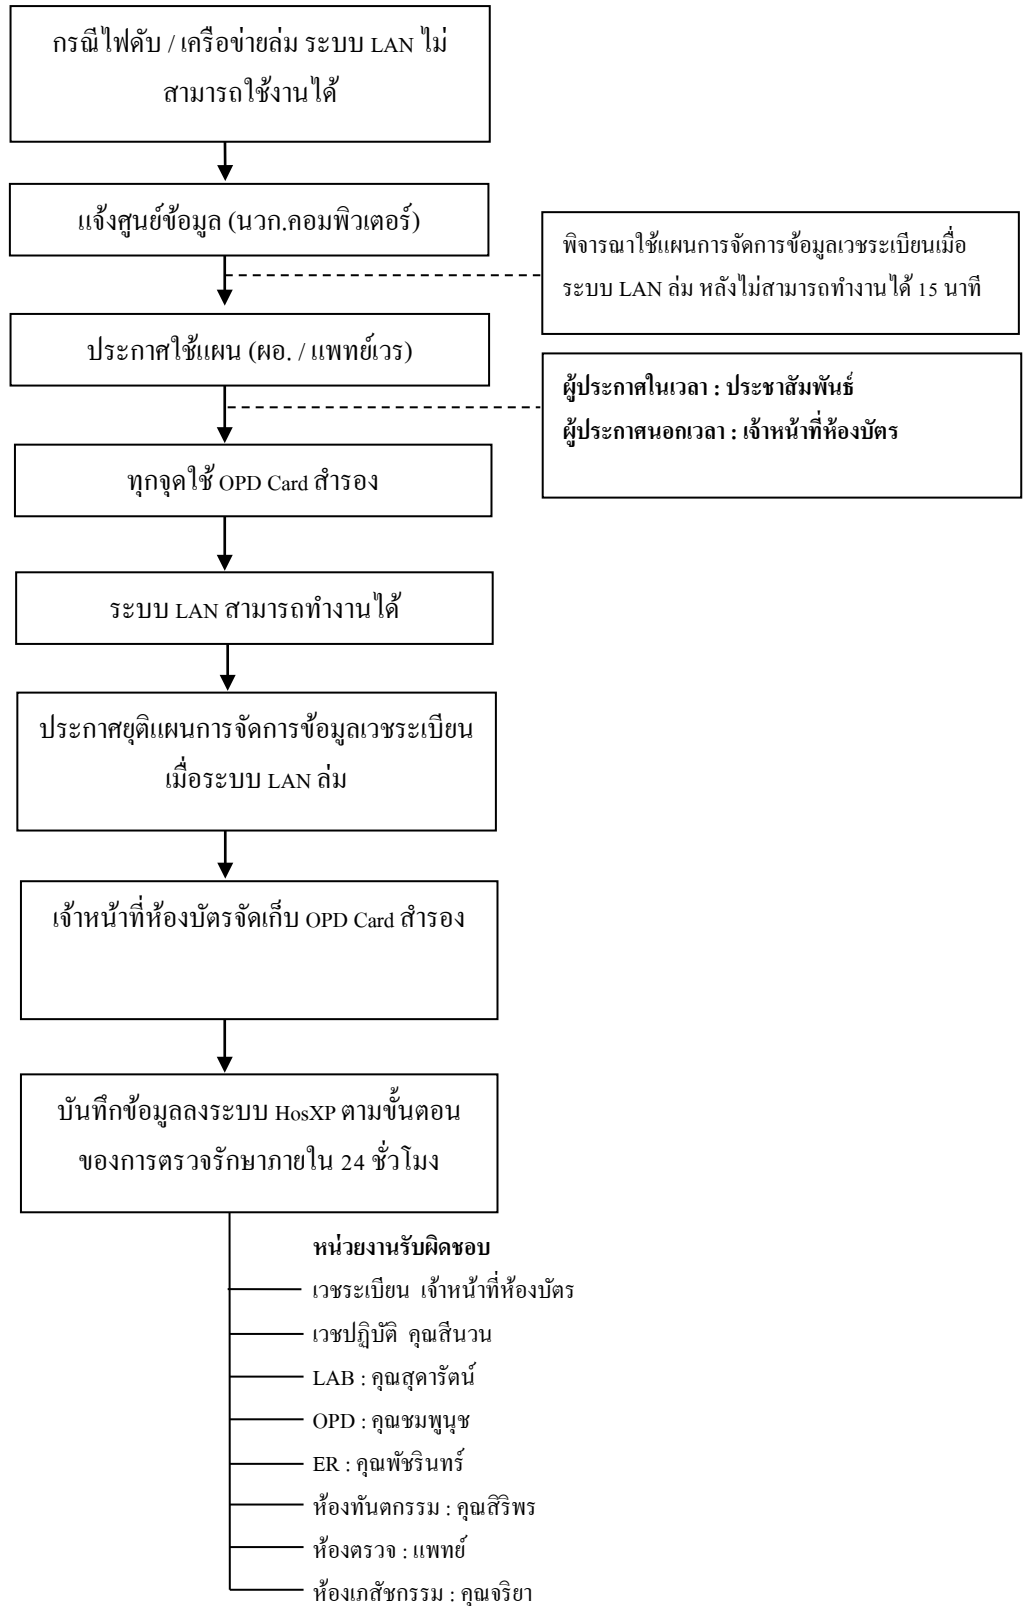 กรณีไฟดับ / เครือข่ายล่ม ระบบ LAN ไม่
สามารถใช้งานได้
แจ้งศูนย์ข้อมูล (นวก.คอมพิวเตอร์)
พิจารณาใช้แผนการจัดการข้อมูลเวชระเบียนเมื่อ
ระบบ LAN ล่ม หลังไม่สามารถทำงานได้ 15 นาที
ประกาศใช้แผน (ผอ. / แพทย์เวร)
ผู้ประกาศในเวลา : ประชาสัมพันธ์
ผู้ประกาศนอกเวลา : เจ้าหน้าที่ห้องบัตร
ทุกจุดใช้ OPD Card สำรอง
ระบบ LAN สามารถทำงานได้
ประกาศยุติแผนการจัดการข้อมูลเวชระเบียน
เมื่อระบบ LAN ล่ม
เจ้าหน้าที่ห้องบัตรจัดเก็บ OPD Card สำรอง
บันทึกข้อมูลลงระบบ HosXP ตามขั้นตอน
ของการตรวจรักษาภายใน 24 ชั่วโมง
หน่วยงานรับผิดชอบ
เวชระเบียน เจ้าหน้าที่ห้องบัตร
เวชปฏิบัติ คุณสีนวน
LAB : คุณสุดารัตน์
OPD : คุณชมพูนุช
ER : คุณพัชรินทร์
ห้องทันตกรรม : คุณสิริพร
ห้องตรวจ : แพทย์
ห้องเภสัชกรรม : คุณจริยา